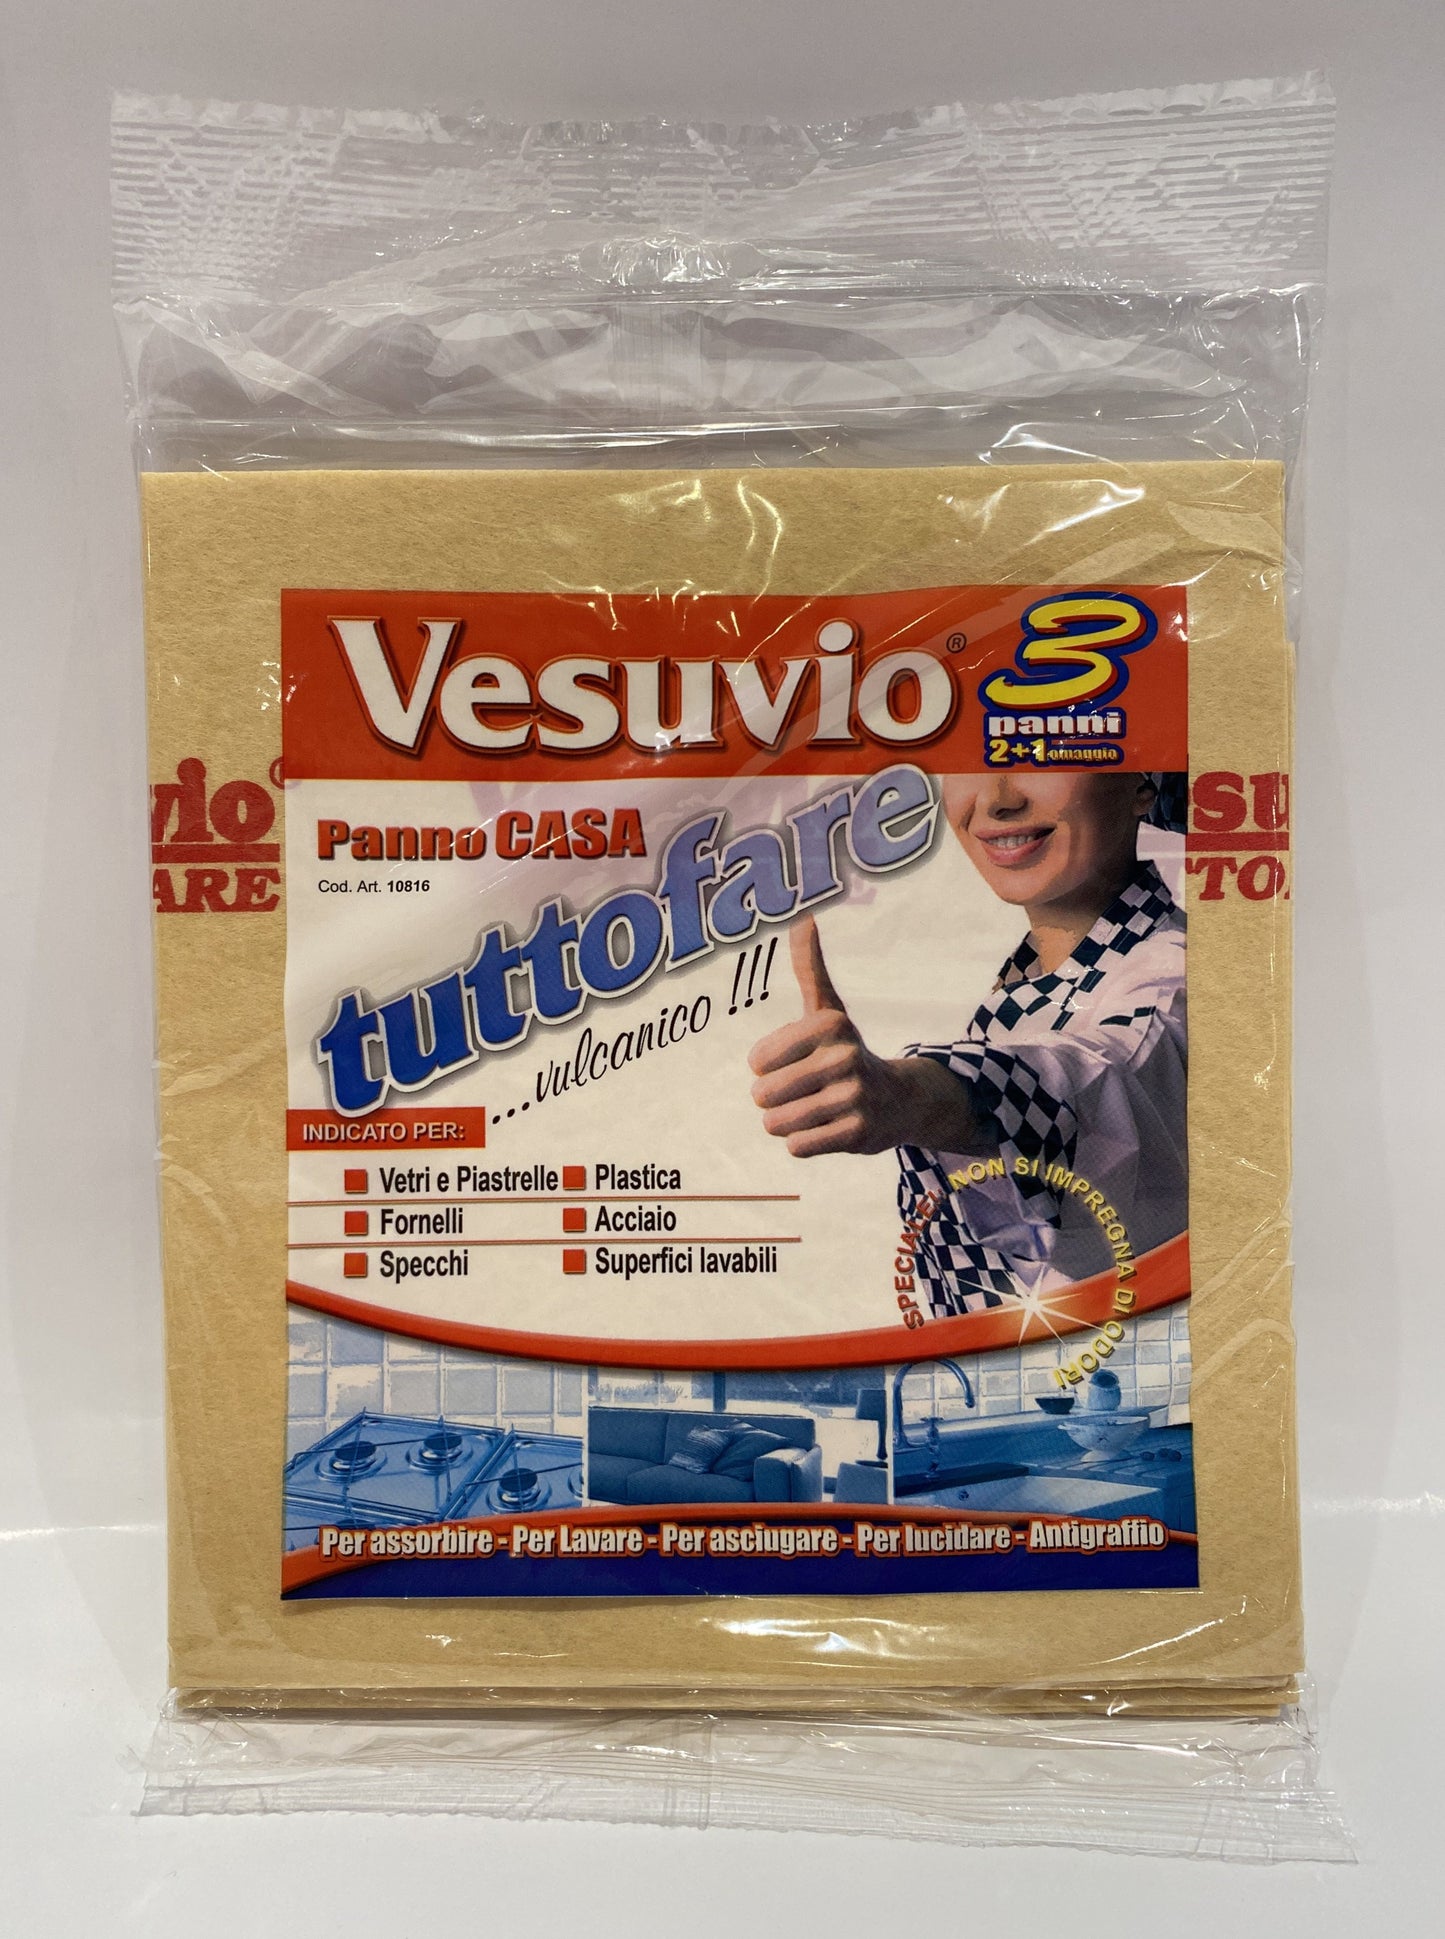 Vesuvio®
3
panni
2+1 omaggio
vio®
ARE
su
TTO
Panno CASA
Cod. Art. 10816
tuttofare
...vulcanico !!!
INDICATO PER:
Vetri e Piastrelle
Plastica
Fornelli
Acciaio
Specchi
Superfici lavabili
SPECIALE! NON SI IMPREGNA DI ODORI
Per assorbire - Per Lavare - Per asciugare - Per lucidare - Antigraffio